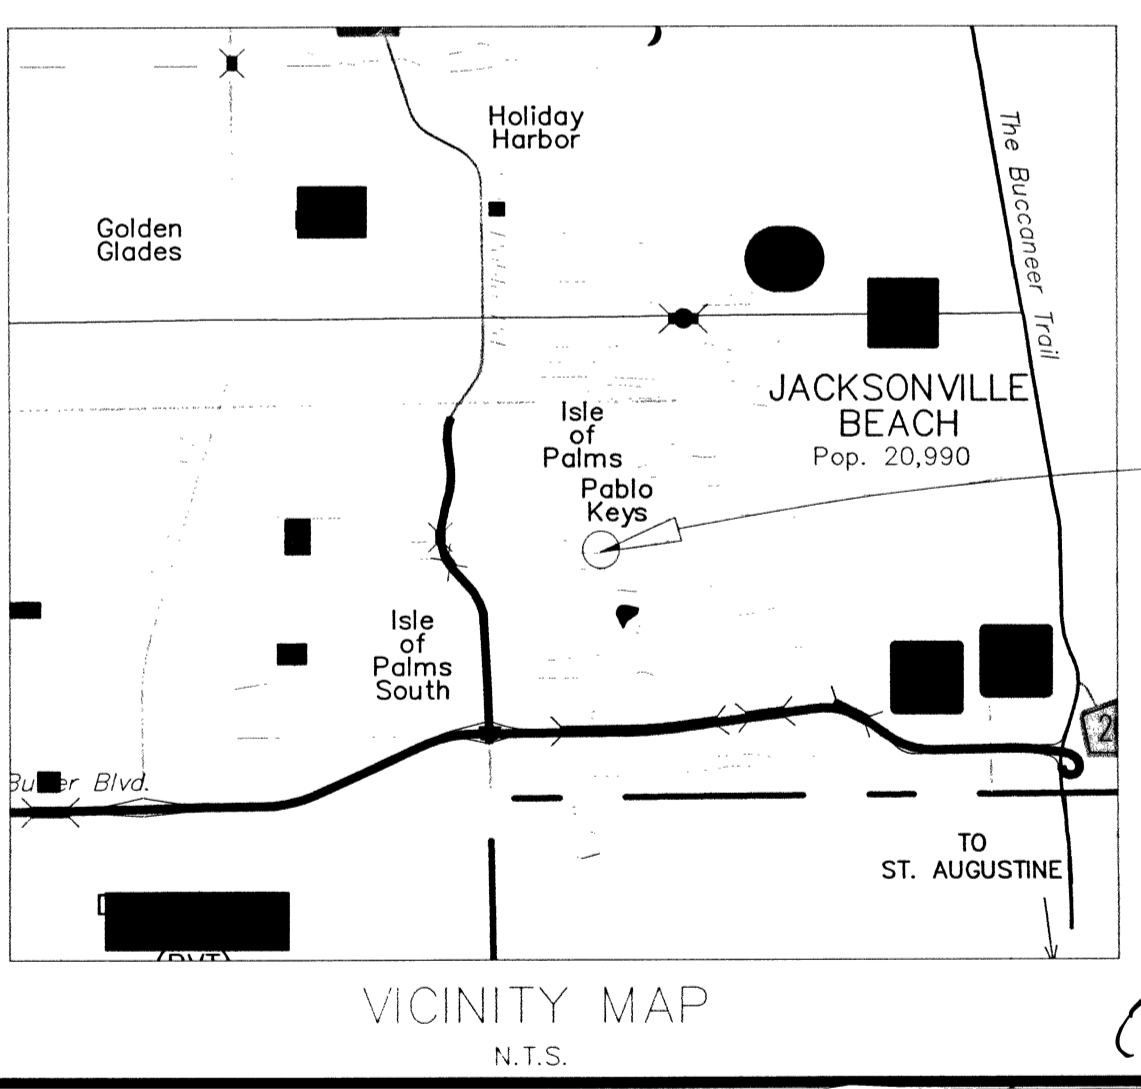 Holiday
Harbor
The Buccaneer Trail
Golden
Glades
JACKSONVILLE
BEACH
Pop. 20,990
Isle
of
Palms
Pablo
Keys
Isle
of
Palms
South
2
Blvd.
TO
ST. AUGUSTINE
VICINITY MAP
N.T.S.